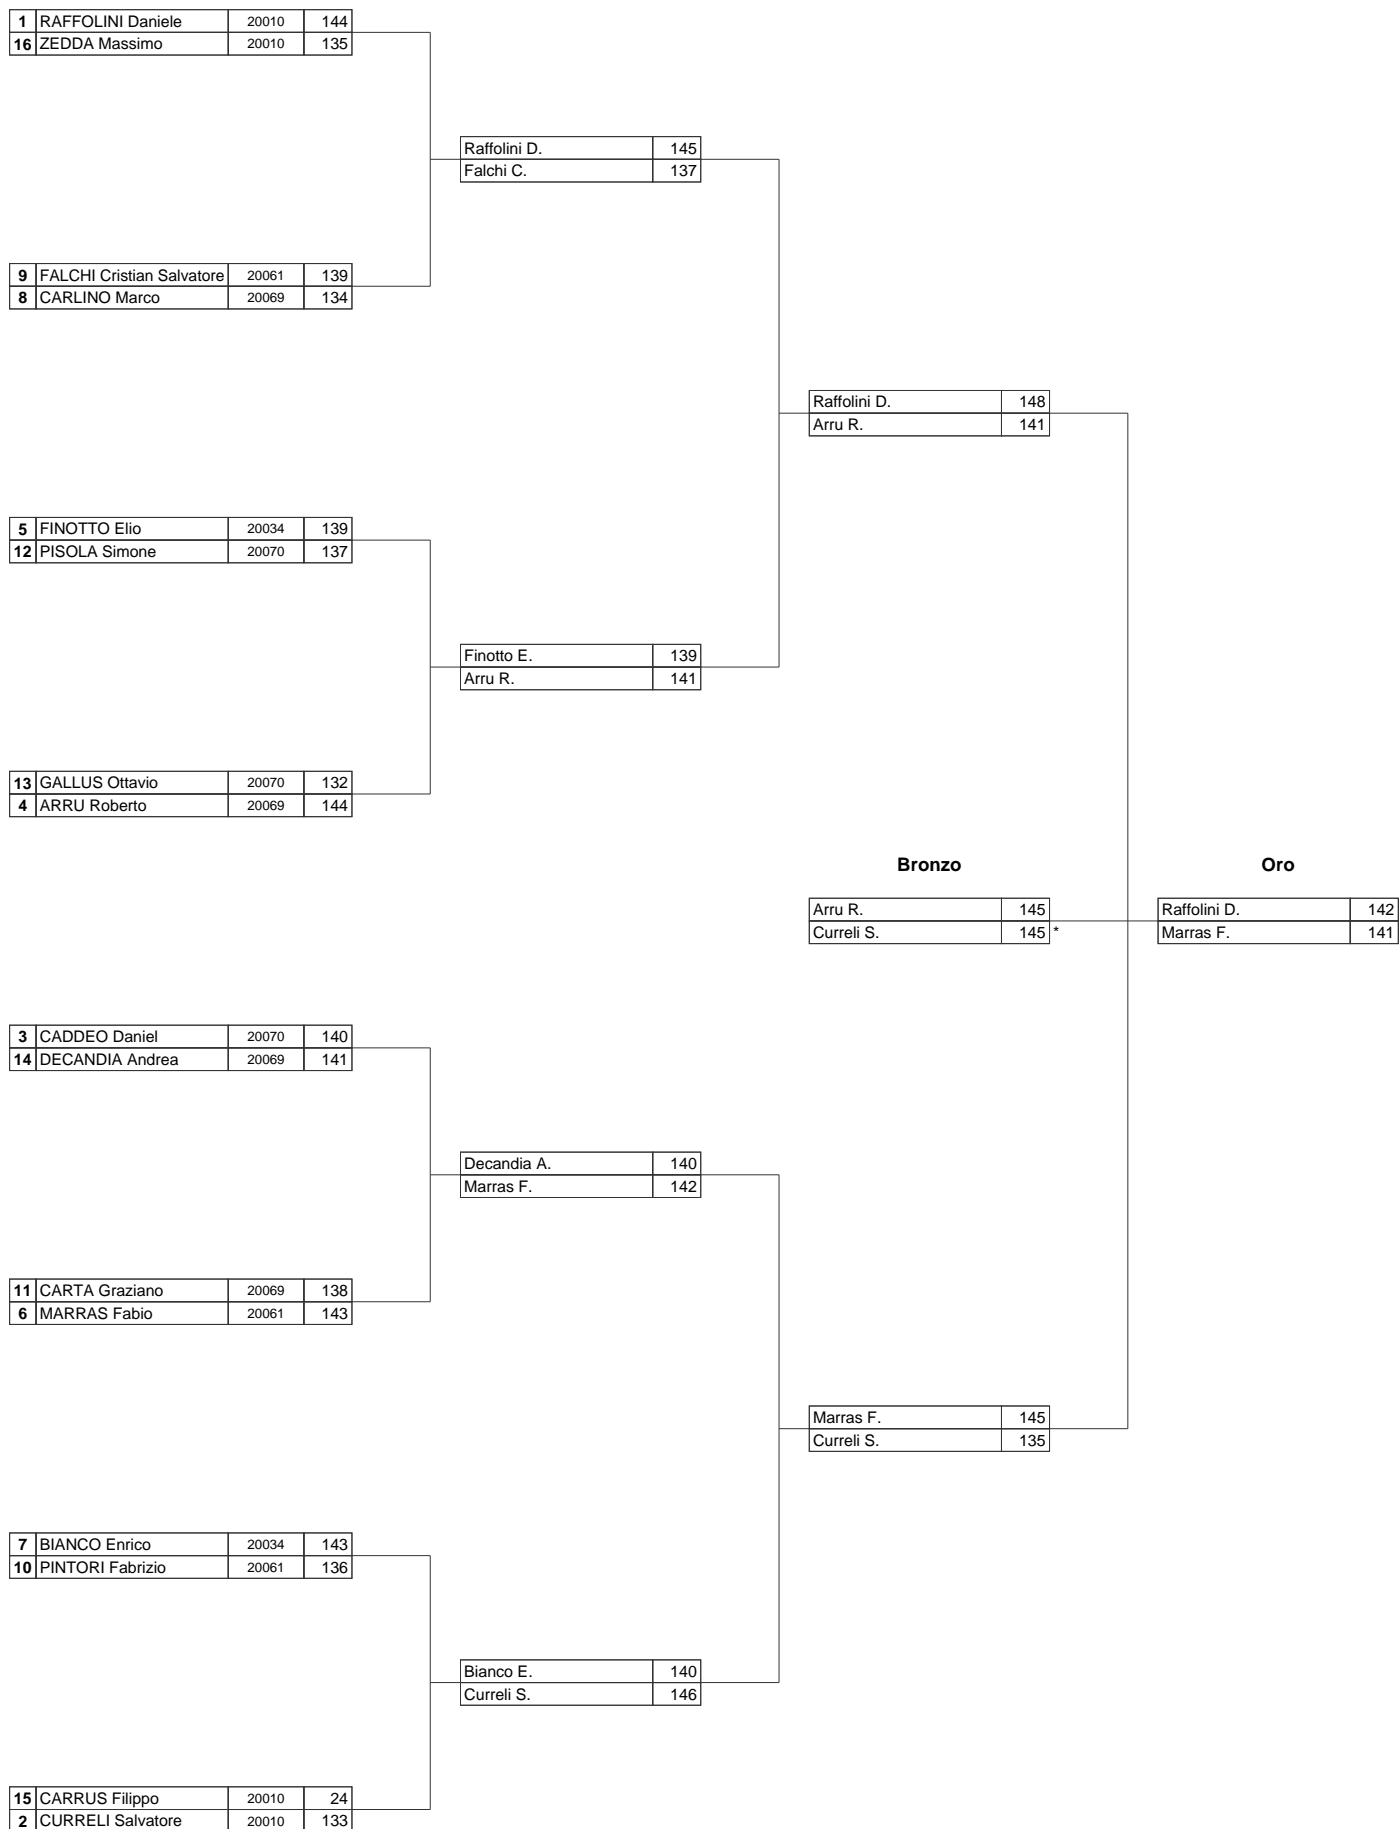 1 RAFFOLINI Daniele 20010 144
16 ZEDDA Massimo 20010 135
Raffolini D. 145
Falchi C. 137
9 FALCHI Cristian Salvatore 20061 139
8 CARLINO Marco 20069 134
Raffolini D. 148
Arru R. 141
5 FINOTTO Elio 20034 139
12 PISOLA Simone 20070 137
Finotto E. 139
Arru R. 141
13 GALLUS Ottavio 20070 132
4 ARRU Roberto 20069 144
Bronzo Oro
Arru R. 145 Raffolini D. 142
Curreli S. 145 * Marras F. 141
3 CADDEO Daniel 20070 140
14 DECANDIA Andrea 20069 141
Decandia A. 140
Marras F. 142
11 CARTA Graziano 20069 138
6 MARRAS Fabio 20061 143
Marras F. 145
Curreli S. 135
7 BIANCO Enrico 20034 143
10 PINTORI Fabrizio 20061 136
Bianco E. 140
Curreli S. 146
15 CARRUS Filippo 20010 24
2 CURRELI Salvatore 20010 133